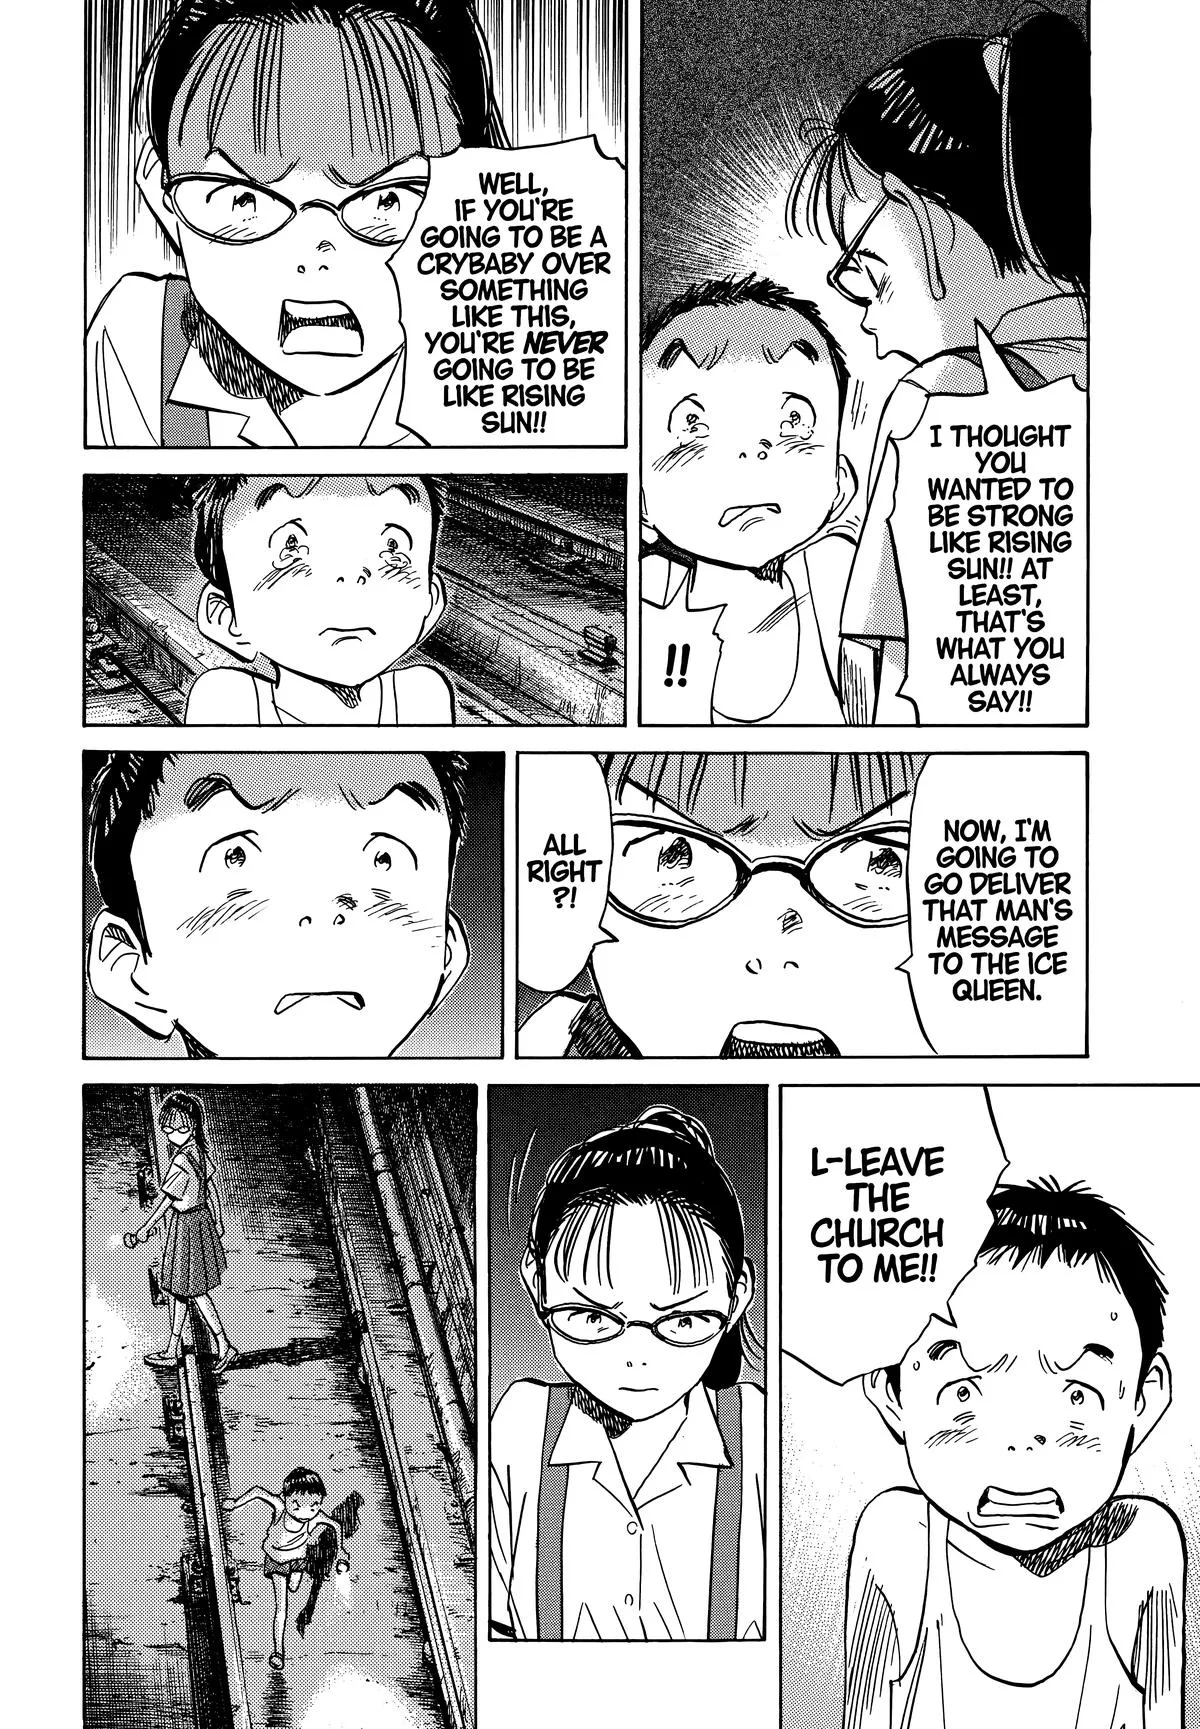 I THOUGHT
YOU
WANTED TO
BE STRONG
LIKE RISING
SUN!! AT
LEAST,
THAT'S
WHAT YOU
ALWAYS
SAY!!
!!
WELL,
IF YOU'RE
GOING TO BE A
CRYBABY OVER
SOMETHING
LIKE THIS,
YOU'RE NEVER
GOING TO BE
LIKE RISING
SUN!!
NOW, I'M
GOING TO
GO DELIVER
THAT MAN'S
MESSAGE
TO THE ICE
QUEEN.
ALL
RIGHT
?!
L-LEAVE
THE
CHURCH
TO ME!!